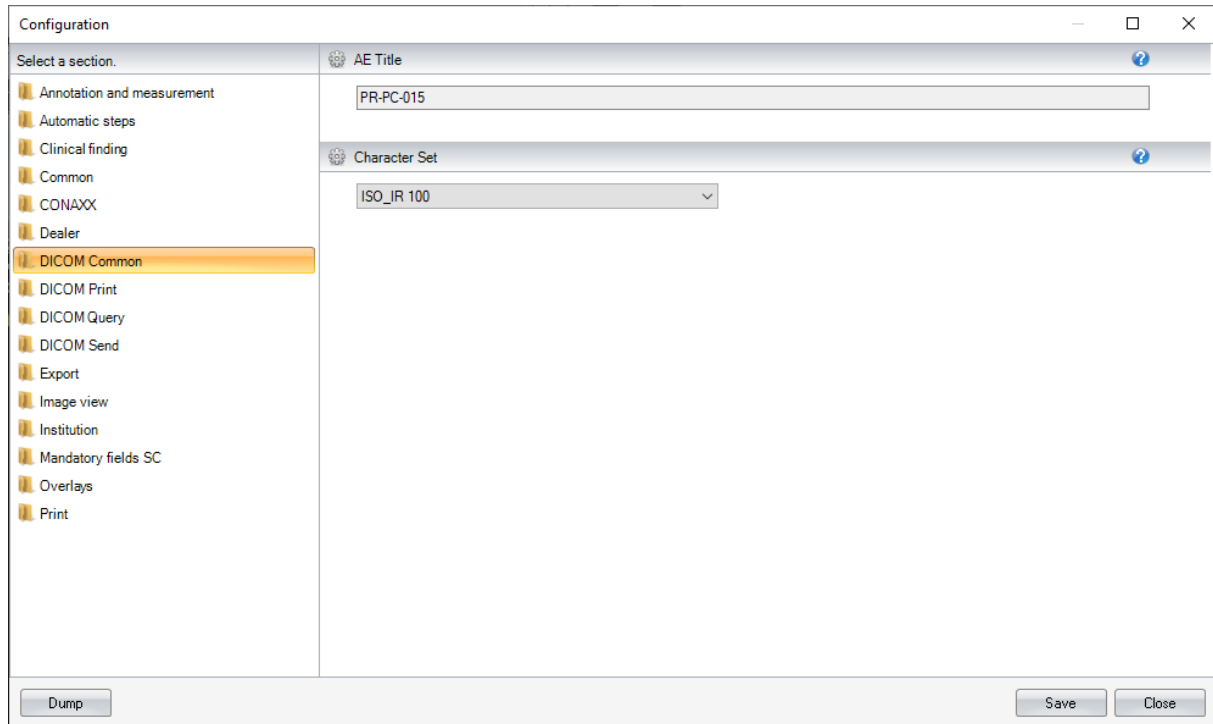 Configuration
Select a section.
Annotation and measurement
Automatic steps
Clinical finding
Common
CONAXX
Dealer
DICOM Common
DICOM Print
DICOM Query
DICOM Send
Export
Image view
Institution
Mandatory fields SC
Overlays
Print
AE Title
PR-PC-015
Character Set
ISO_IR 100
Dump
Save
Close